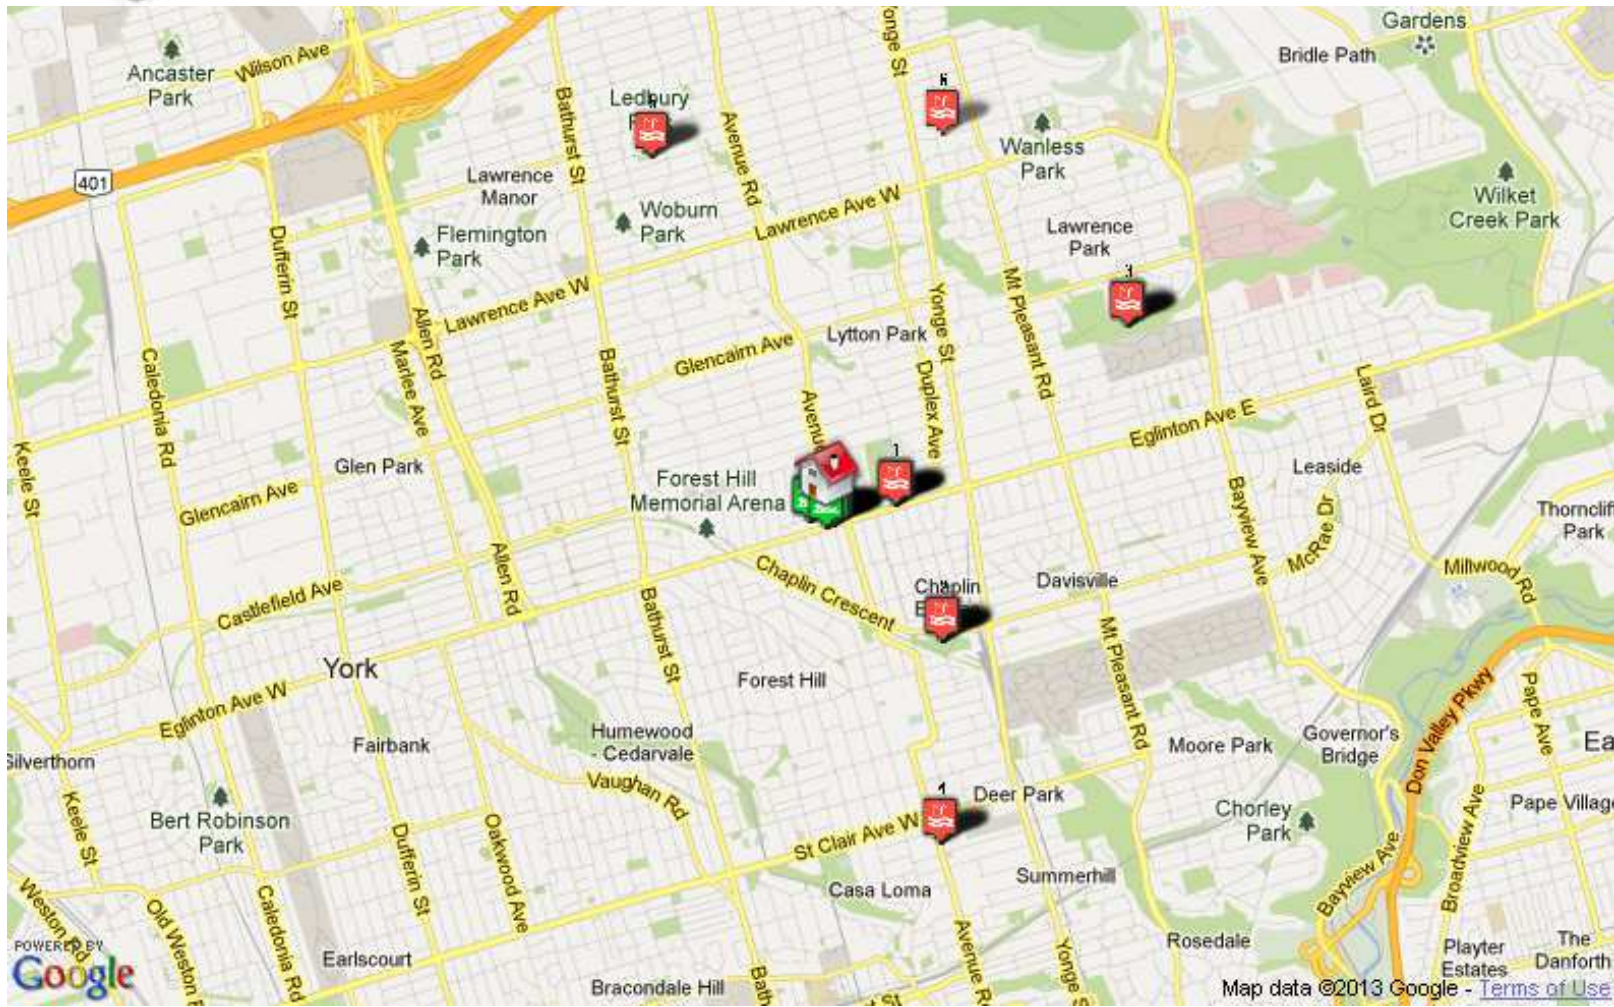 Gardens
Yonge St
Bridle Path
Wilson Ave
Ancaster
Park
Ledbury
Bathurst St
Avenue Rd
Wanless
Park
401
Lawrence
Manor
Wilket
Creek Park
Woburn
Park
Lawrence Ave W
Lawrence
Park
Flemington
Park
Dufferin St
Mt Pleasant Rd
Lawrence Ave W
Yonge St
3
Allen Rd
Lytton Park
Glencairn Ave
Caledonia Rd
Marlee Ave
Bathurst St
Duplex Ave
Laird Dr
Avenu
Eglinton Ave E
Keele St
Glen Park
1
Leaside
Forest Hill
Memorial Arena
Glencairn Ave
Bayview Ave
McRae Dr
Thorncliff
Park
Allen Rd
Chaplin Crescent
Chaplin
Davisville
Millwood Rd
Castlefield Ave
Bathurst St
Mt Pleasant Rd
York
Forest Hill
Eglinton Ave W
Don Valley Pkwy
Pape Ave
Humewood
- Cedarvale
Fairbank
Moore Park
Governor's
Bridge
Ea
Silverthorn
Vaughan Rd
4
Deer Park
Keele St
Bert Robinson
Park
Chorley
Park
Pape Village
Dufferin St
Oakwood Ave
St Clair Ave W
Casa Loma
Summerhill
Bayview Ave
Broadview Ave
Weston Rd
Old Weston
Caledonia Rd
Earlscourt
Avenue Rd
Yonge S
Rosedale
Playter
Estates
The
Danforth
POWERED BY
Google
Bracondale Hill
Bath
St
Map data ©2013 Google - Terms of Use